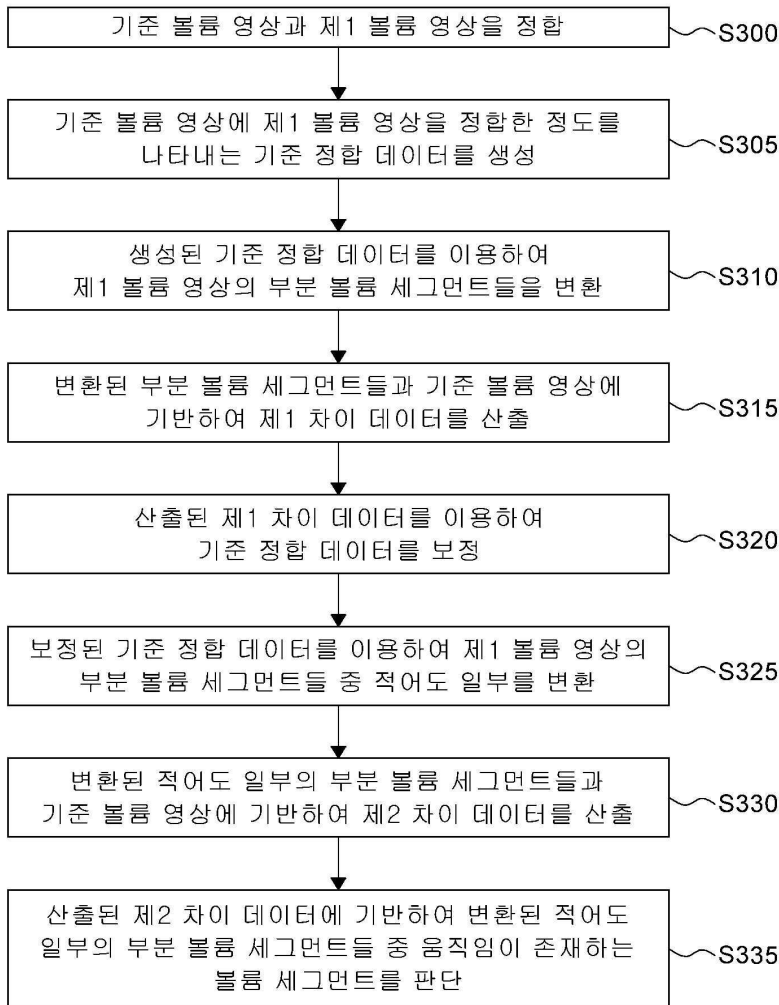 기준 볼륨 영상과 제1 볼륨 영상을 정합
S300
기준 볼륨 영상에 제1 볼륨 영상을 정합한 정도를
나타내는 기준 정합 데이터를 생성
S305
생성된 기준 정합 데이터를 이용하여
제1 볼륨 영상의 부분 볼륨 세그먼트들을 변환
S310
변환된 부분 볼륨 세그먼트들과 기준 볼륨 영상에
기반하여 제1 차이 데이터를 산출
S315
산출된 제1 차이 데이터를 이용하여
기준 정합 데이터를 보정
S320
보정된 기준 정합 데이터를 이용하여 제1 볼륨 영상의
부분 볼륨 세그먼트들 중 적어도 일부를 변환
S325
변환된 적어도 일부의 부분 볼륨 세그먼트들과
기준 볼륨 영상에 기반하여 제2 차이 데이터를 산출
S330
산출된 제2 차이 데이터에 기반하여 변환된 적어도
일부의 부분 볼륨 세그먼트들 중 움직임이 존재하는
볼륨 세그먼트를 판단
S335